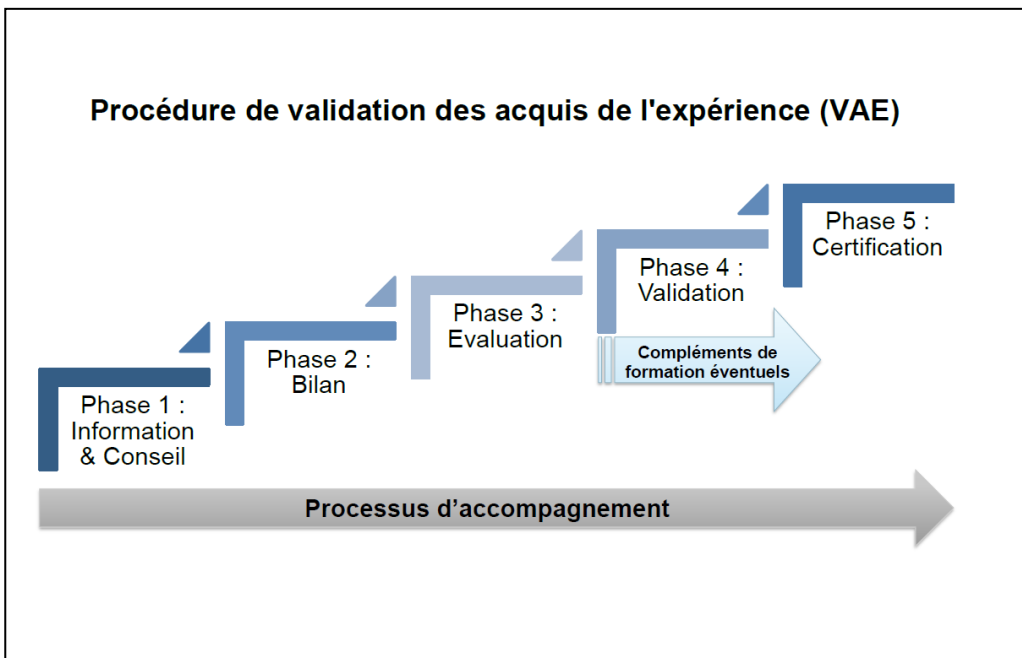 Procédure de validation des acquis de l'expérience (VAE)
Phase 1 :
Information
& Conseil
Phase 2 :
Bilan
Phase 3 :
Evaluation
Phase 4 :
Validation
Phase 5 :
Certification
Compléments de
formation éventuels
Processus d’accompagnement